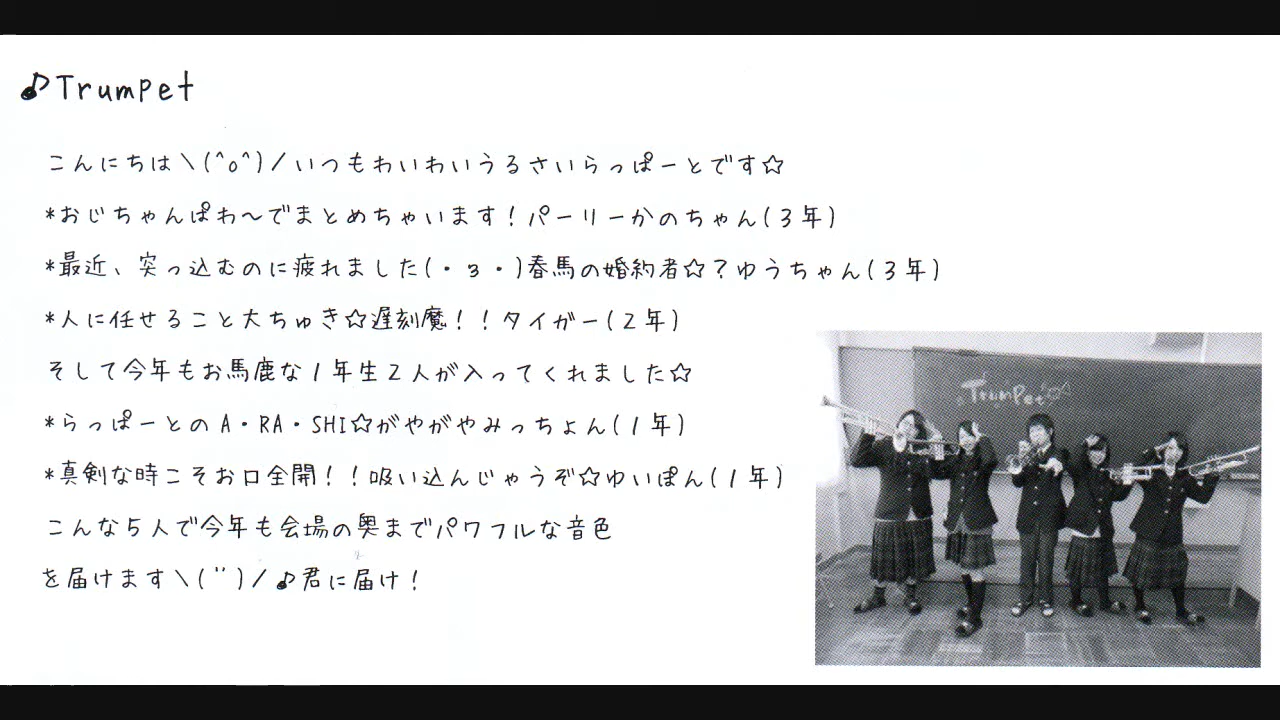 ♪Trumpet
こんにちは＼(^o^)／いつもわいわいうるさいらっぱーとです☆
*おじちゃんぱわ～でまとめちゃいます！パーリーかのちゃん(3年)
*最近、突っ込むのに疲れました(・3・)春馬の婚約者☆？ゆうちゃん(3年)
*人に任せること大ちゅき☆遅刻魔！！タイガー(2年)
そして今年もお馬鹿な1年生2人が入ってくれました☆
*らっぱーとのA・RA・SHI☆がやがやみっちょん(1年)
*真剣な時こそお口全開！！吸い込んじゃうぞ☆ゆいぽん(1年)
こんな5人で今年も会場の奥までパワフルな音色
を届けます＼(¨)／♪君に届け！
Trumpet